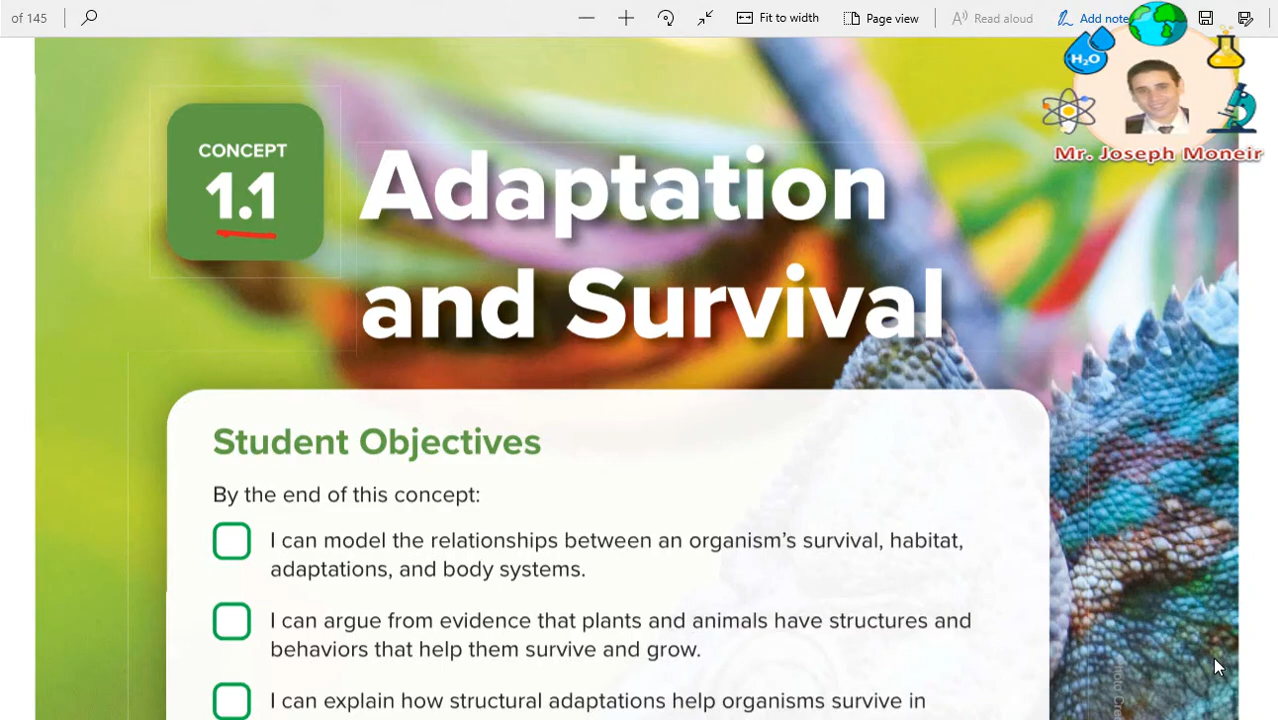 of 145
Fit to width
Page view
Read aloud
Add note
H₂O
Mr. Joseph Moneir
CONCEPT
1.1
Adaptation
and Survival
Student Objectives
By the end of this concept:
I can model the relationships between an organism's survival, habitat,
adaptations, and body systems.
I can argue from evidence that plants and animals have structures and
behaviors that help them survive and grow.
I can explain how structural adaptations help organisms survive in